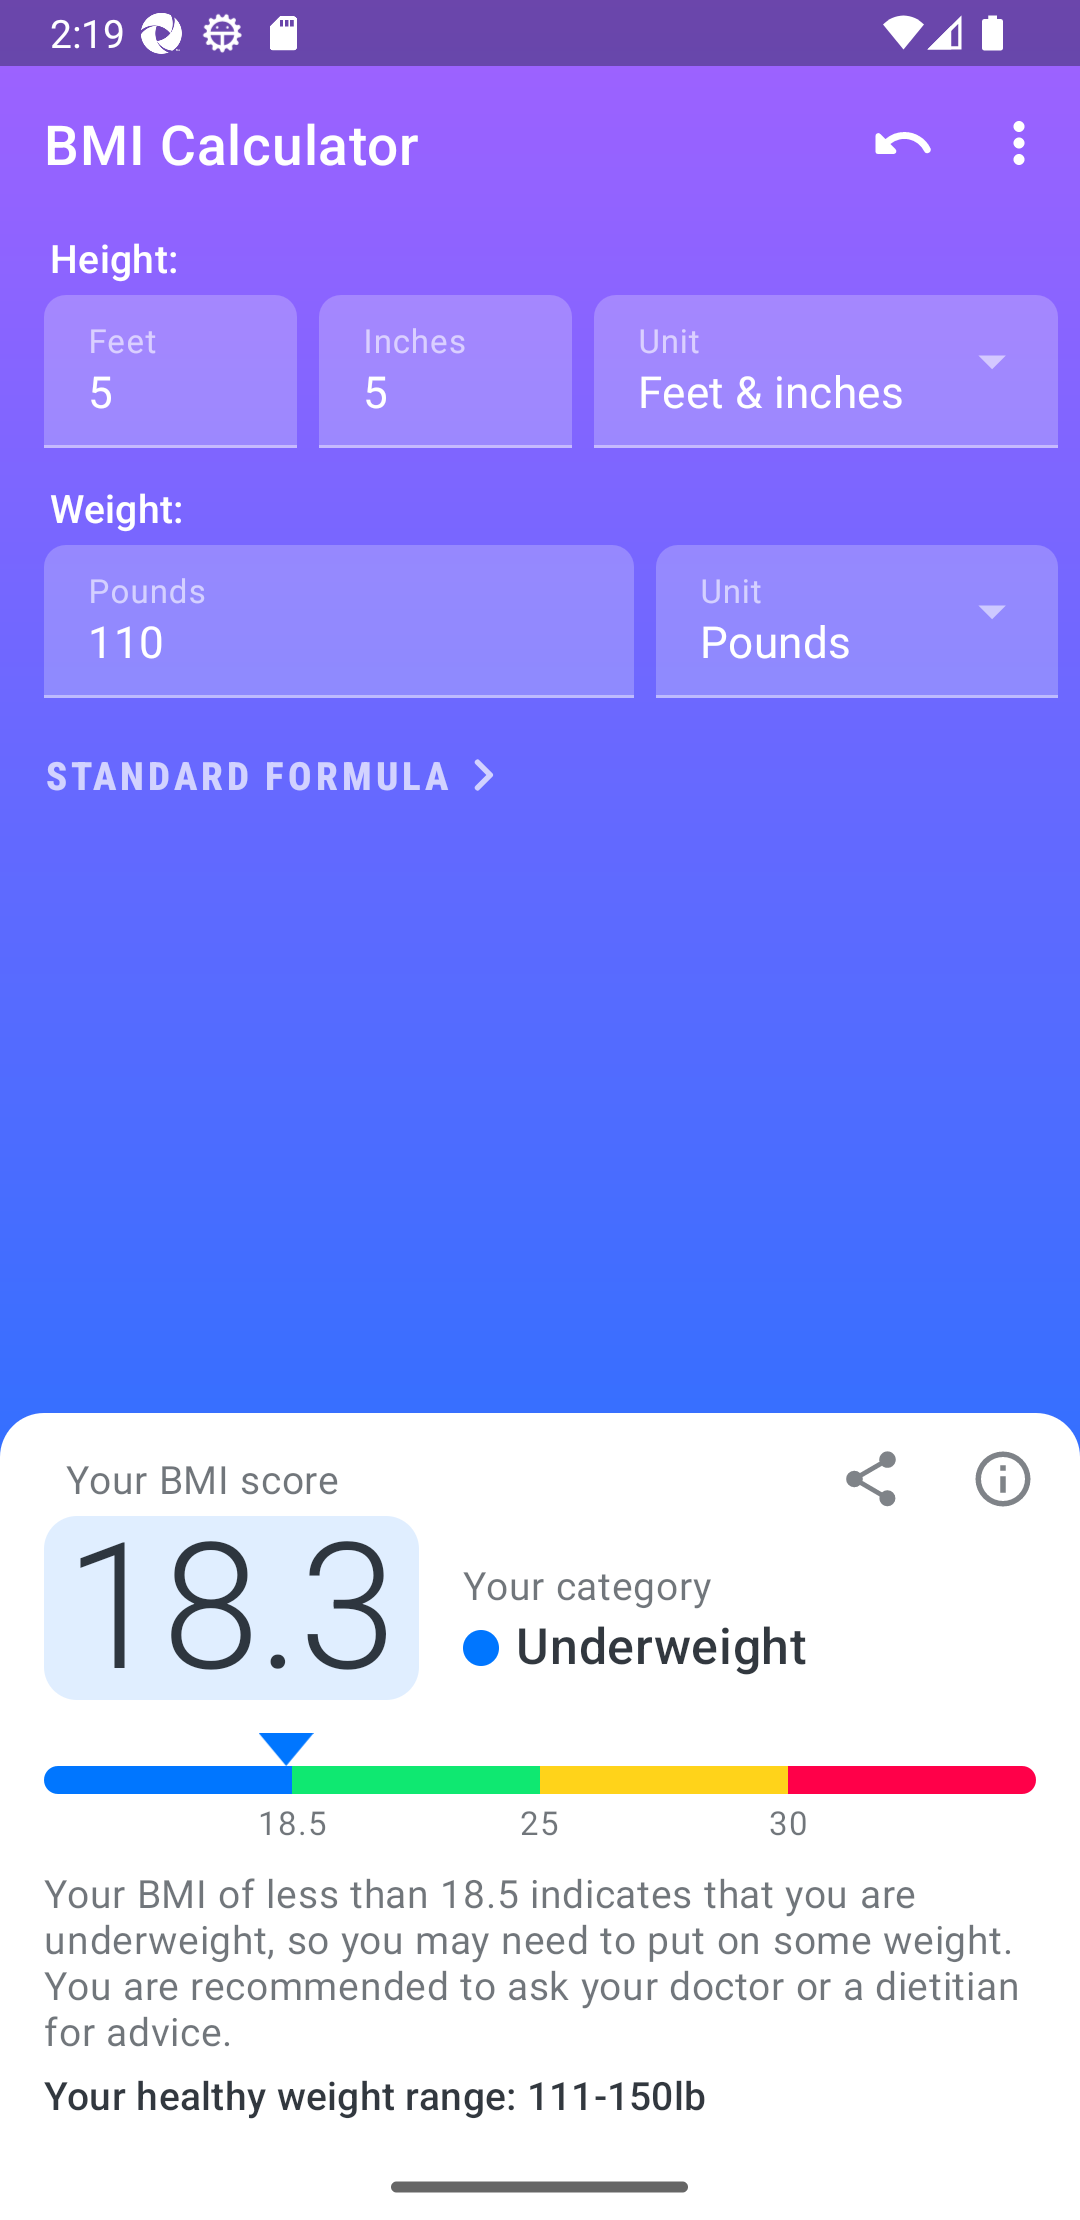 2:19
BMI Calculator
Height:
Feet
5
Inches
5
Unit
Feet & inches
Weight:
Pounds
110
Unit
Pounds
STANDARD FORMULA
Your BMI score
18.3
Your category
Underweight
18.5
25
30
Your BMI of less than 18.5 indicates that you are
underweight, so you may need to put on some weight.
You are recommended to ask your doctor or a dietitian
for advice.
Your healthy weight range: 111-150lb